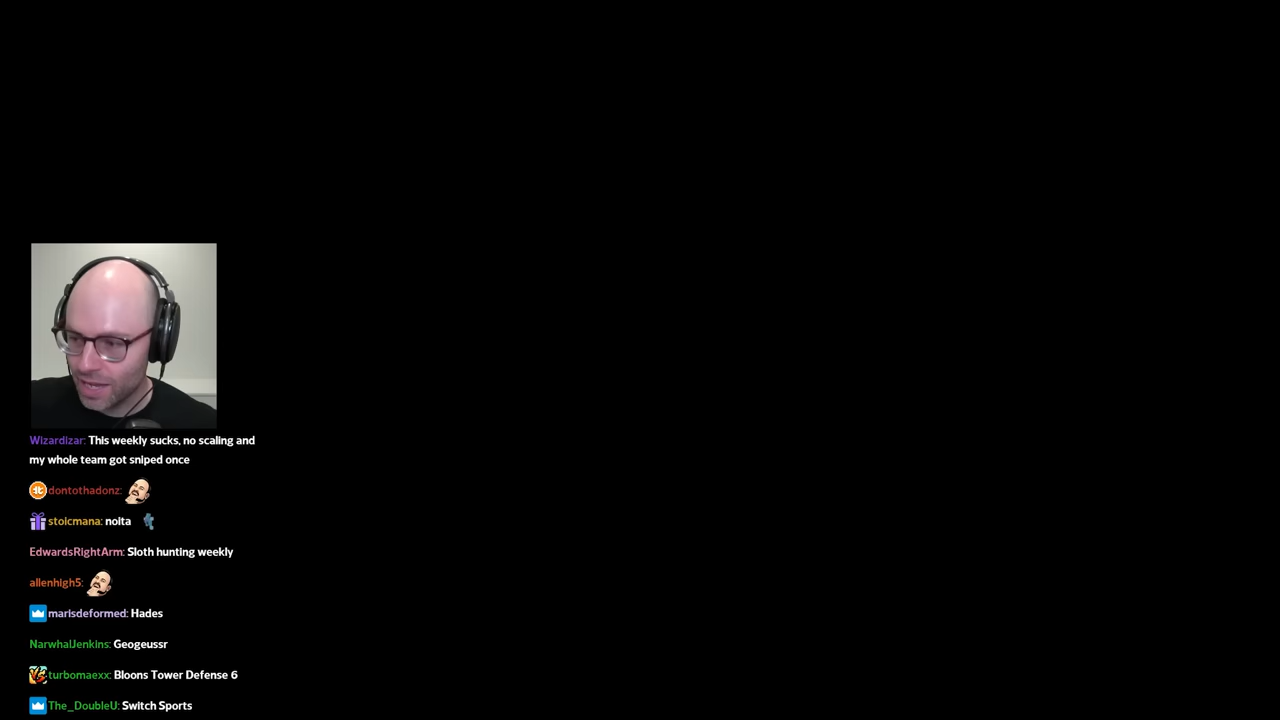 Wizardizar: This weekly sucks, no scaling and
my whole team got sniped once
dontothadonz:
stoicmana: noita
EdwardsRightArm: Sloth hunting weekly
allenhigh5:
marisdeformed: Hades
NarwhalJenkins: Geogeussr
turbomaexx: Bloons Tower Defense 6
The_DoubleU: Switch Sports